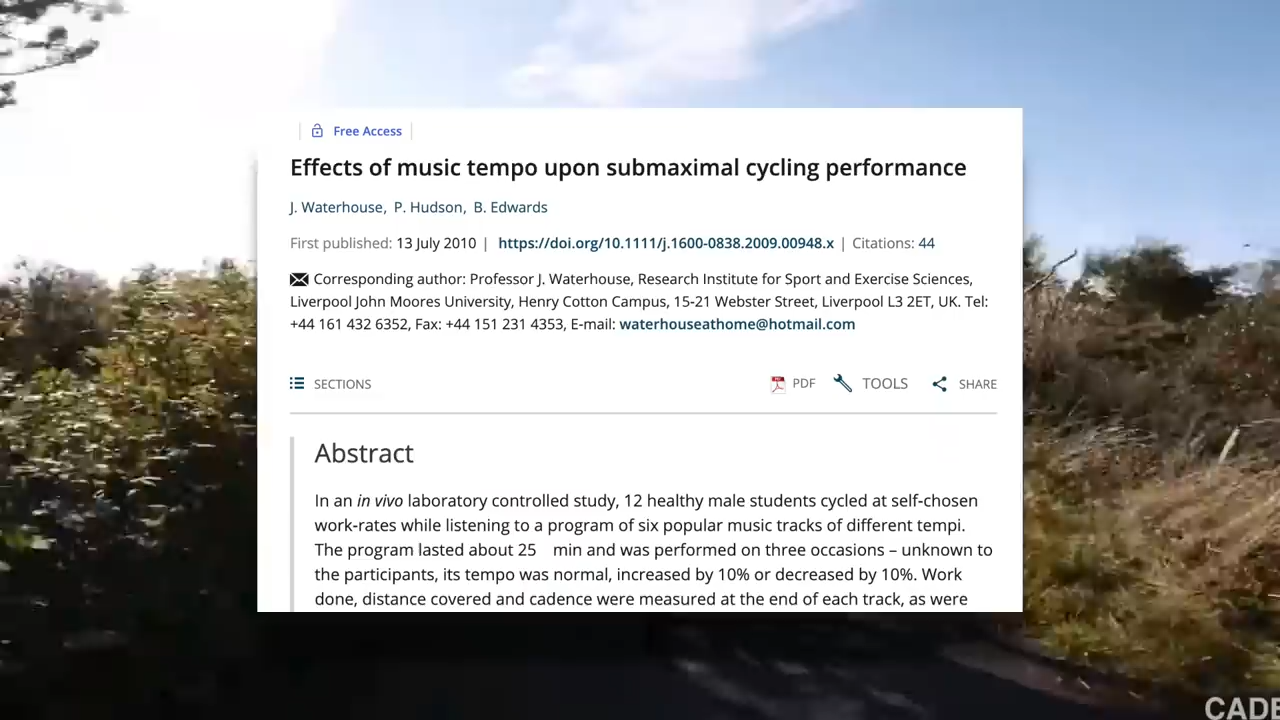 Free Access
Effects of music tempo upon submaximal cycling performance
J. Waterhouse, P. Hudson, B. Edwards
First published: 13 July 2010 | https://doi.org/10.1111/j.1600-0838.2009.00948.x | Citations: 44
Corresponding author: Professor J. Waterhouse, Research Institute for Sport and Exercise Sciences,
Liverpool John Moores University, Henry Cotton Campus, 15-21 Webster Street, Liverpool L3 2ET, UK. Tel:
+44 161 432 6352, Fax: +44 151 231 4353, E-mail: waterhouseathome@hotmail.com
SECTIONS PDF TOOLS SHARE
Abstract
In an in vivo laboratory controlled study, 12 healthy male students cycled at self-chosen
work-rates while listening to a program of six popular music tracks of different tempi.
The program lasted about 25 min and was performed on three occasions – unknown to
the participants, its tempo was normal, increased by 10% or decreased by 10%. Work
done, distance covered and cadence were measured at the end of each track, as were